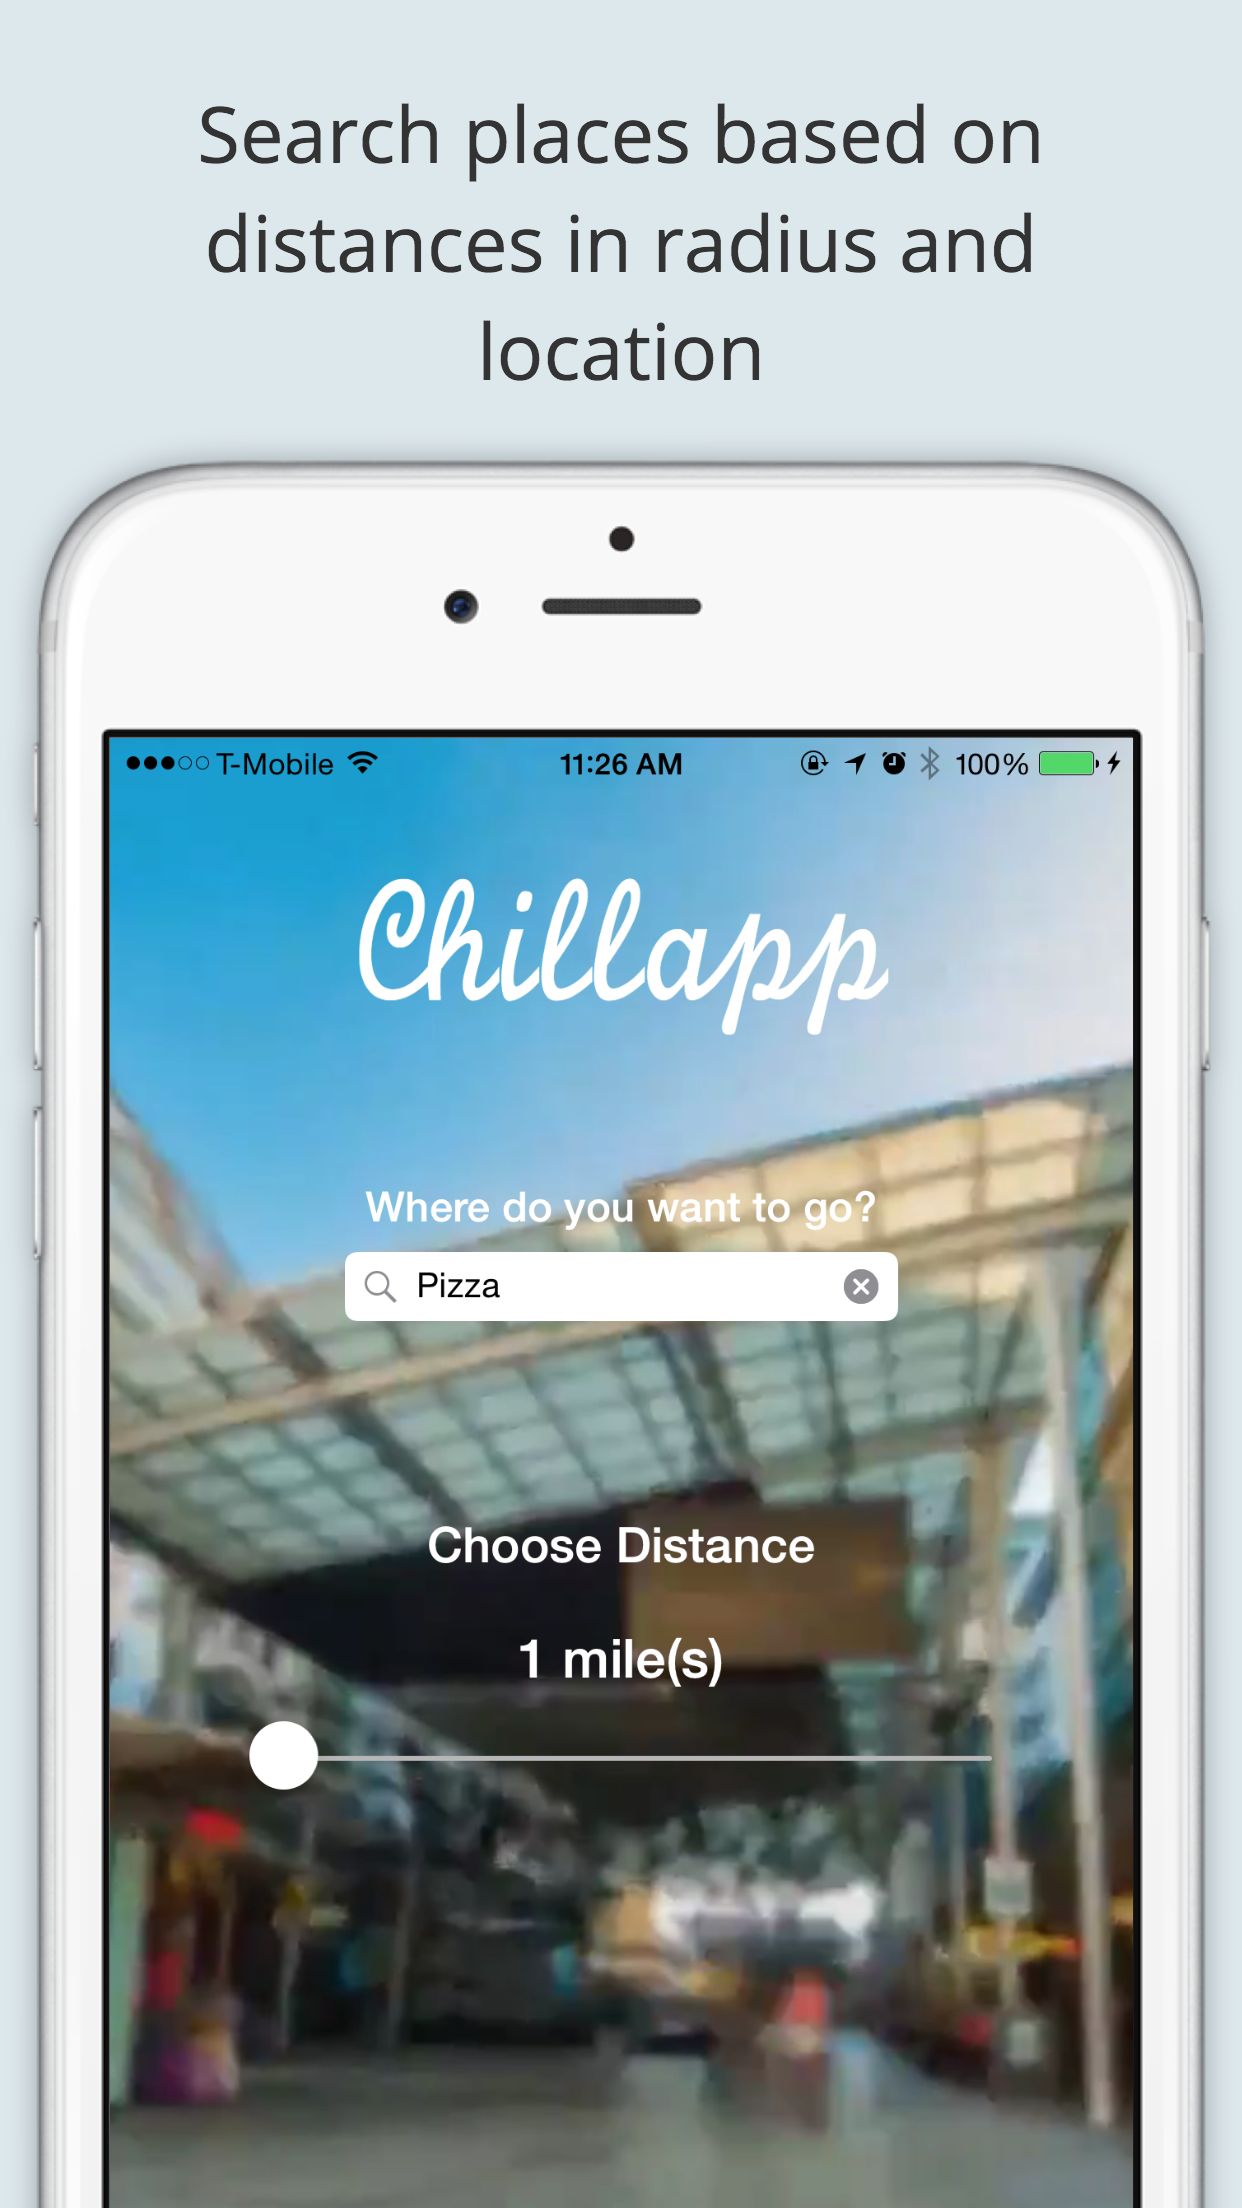 Search places based on
distances in radius and
location
T-Mobile 11:26 AM 100%
Chillapp
Where do you want to go?
Pizza
Choose Distance
1 mile(s)